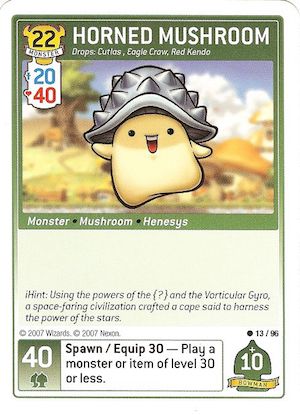 22
MONSTER
HORNED MUSHROOM
Drops: Cutlas, Eagle Craw, Red Kendo
20
40
Monster • Mushroom • Henesys
iHint: Using the powers of the {?} and the Varticular Gyro,
a space-faring civilization crafted a cape said to harness
the power of the stars.
© 2007 Wizards. © 2007 Nexon.
● 13 / 96
40
Spawn / Equip 30 — Play a
monster or item of level 30
or less.
10
BOWMAN